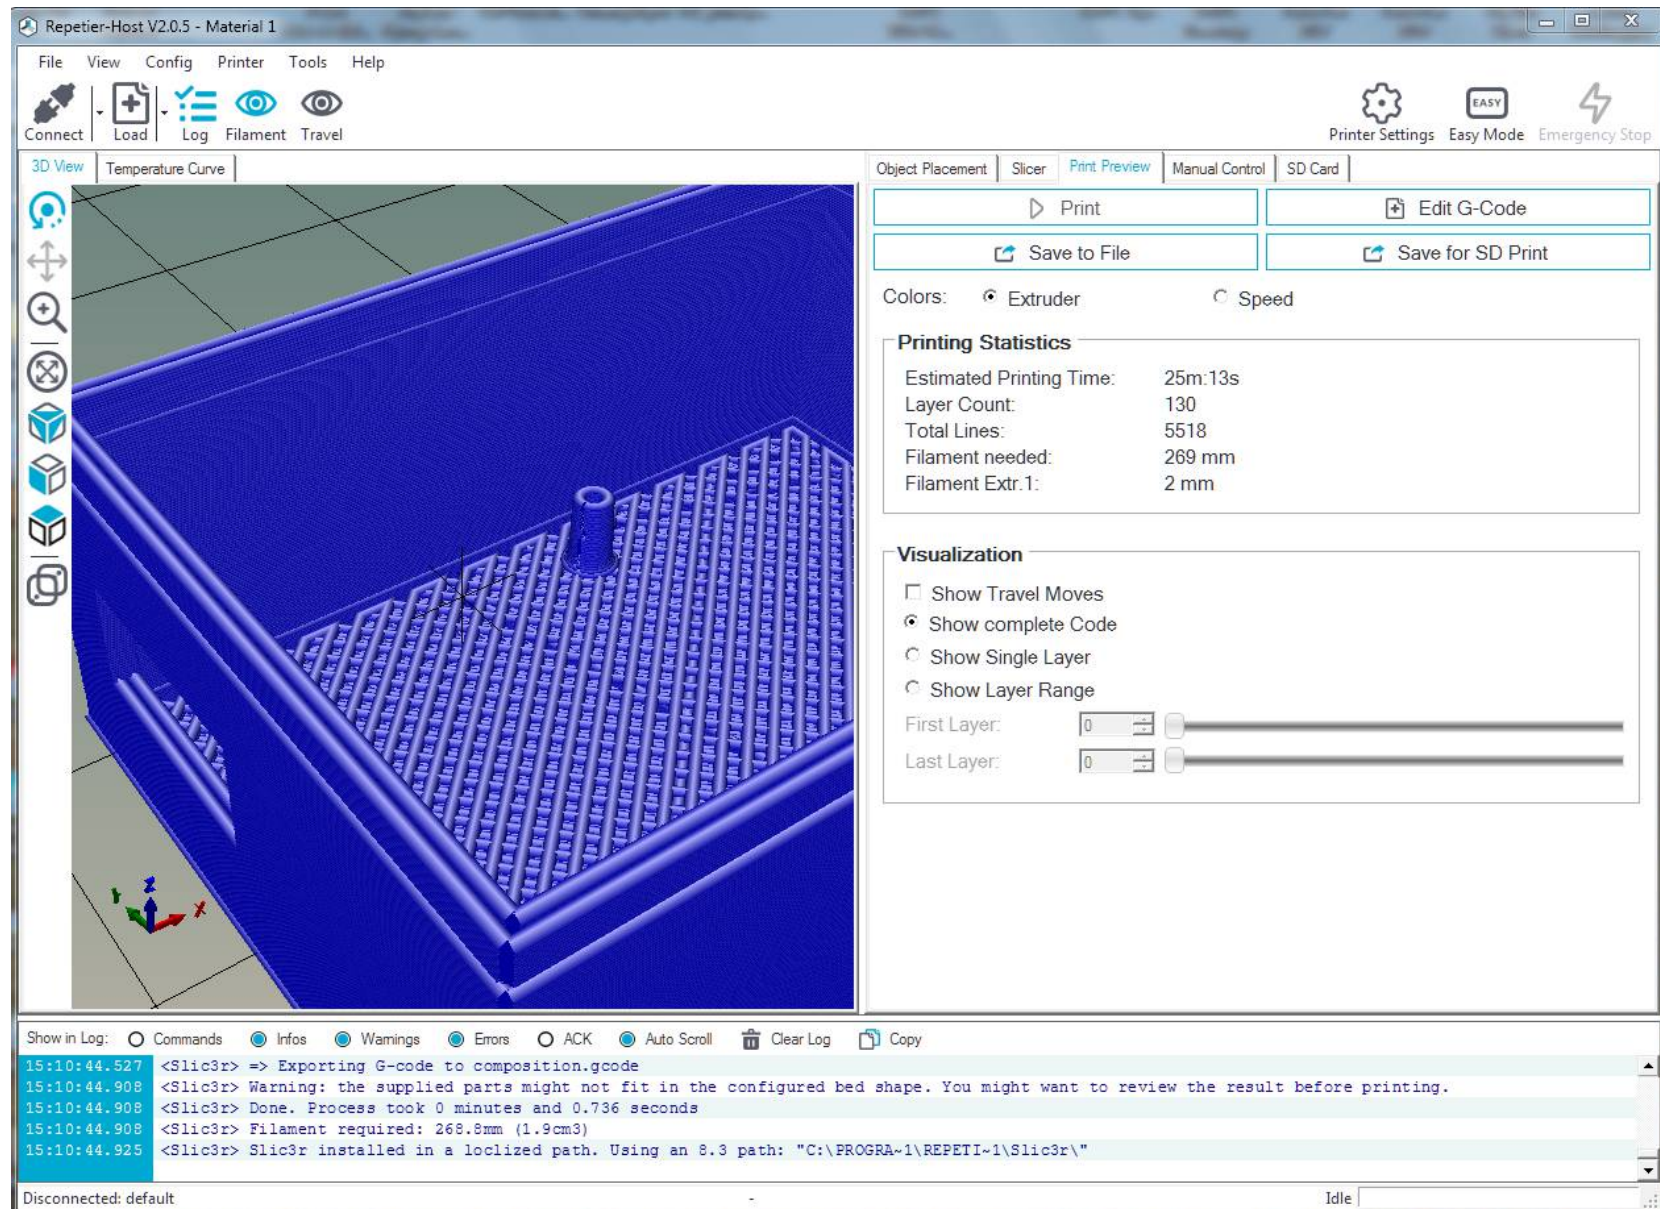 Repetier-Host V2.0.5 - Material 1
File View Config Printer Tools Help
Connect Load Log Filament Travel
EASY
Printer Settings Easy Mode Emergency Stop
3D View Temperature Curve
Object Placement Slicer Print Preview Manual Control SD Card
Print Edit G-Code
Save to File Save for SD Print
Colors: Extruder Speed
Printing Statistics
Estimated Printing Time: 25m:13s
Layer Count: 130
Total Lines: 5518
Filament needed: 269 mm
Filament Extr.1: 2 mm
Visualization
Show Travel Moves
Show complete Code
Show Single Layer
Show Layer Range
First Layer: 0
Last Layer: 0
Z
Y X
Show in Log: Commands Infos Warnings Errors ACK Auto Scroll Clear Log Copy
15:10:44.527 <Slic3r> => Exporting G-code to composition.gcode
15:10:44.908 <Slic3r> Warning: the supplied parts might not fit in the configured bed shape. You might want to review the result before printing.
15:10:44.908 <Slic3r> Done. Process took 0 minutes and 0.736 seconds
15:10:44.908 <Slic3r> Filament required: 268.8mm (1.9cm3)
15:10:44.925 <Slic3r> Slic3r installed in a loclized path. Using an 8.3 path: "C:\PROGRA~1\REPETI~1\Slic3r\"
Disconnected: default - Idle